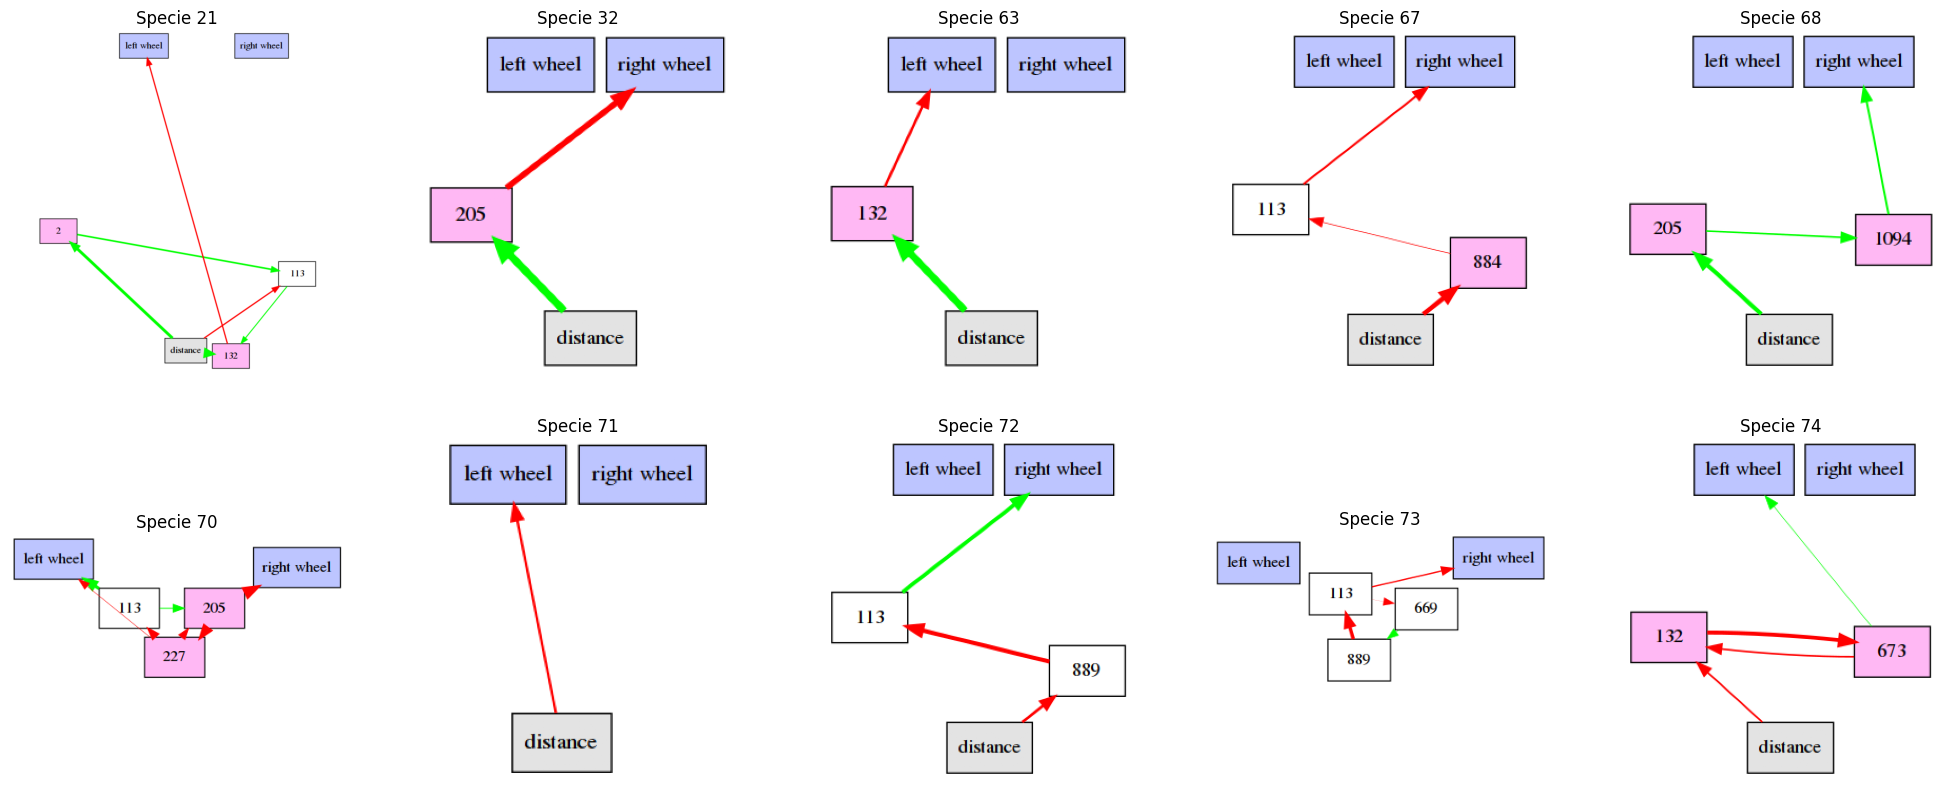 Specie 21
left wheel
right wheel
2
113
distance
132
Specie 32
left wheel
right wheel
205
distance
Specie 63
left wheel
right wheel
132
distance
Specie 67
left wheel
right wheel
113
884
distance
Specie 68
left wheel
right wheel
205
1094
distance
Specie 70
left wheel
right wheel
113
205
227
Specie 71
left wheel
right wheel
distance
Specie 72
left wheel
right wheel
113
889
distance
Specie 73
left wheel
right wheel
113
669
889
Specie 74
left wheel
right wheel
132
673
distance